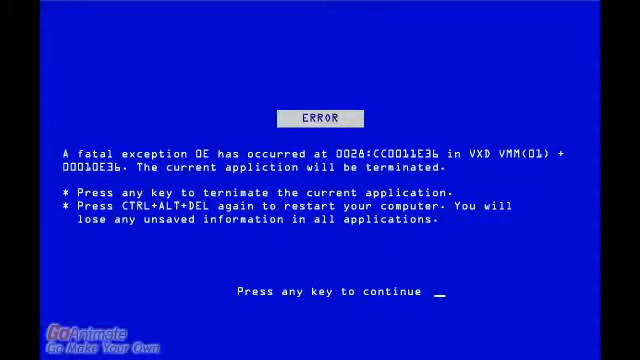 ERROR
A fatal exception 0E has occurred at 0028:CC0011E36 in VXD VMM(01) +
00010E36. The current appliction will be terminated.
* Press any key to ternimate the current application.
* Press CTRL+ALT+DEL again to restart your computer. You will
lose any unsaved information in all applications.
Press any key to continue _
GoAnimate
Go Make Your Own